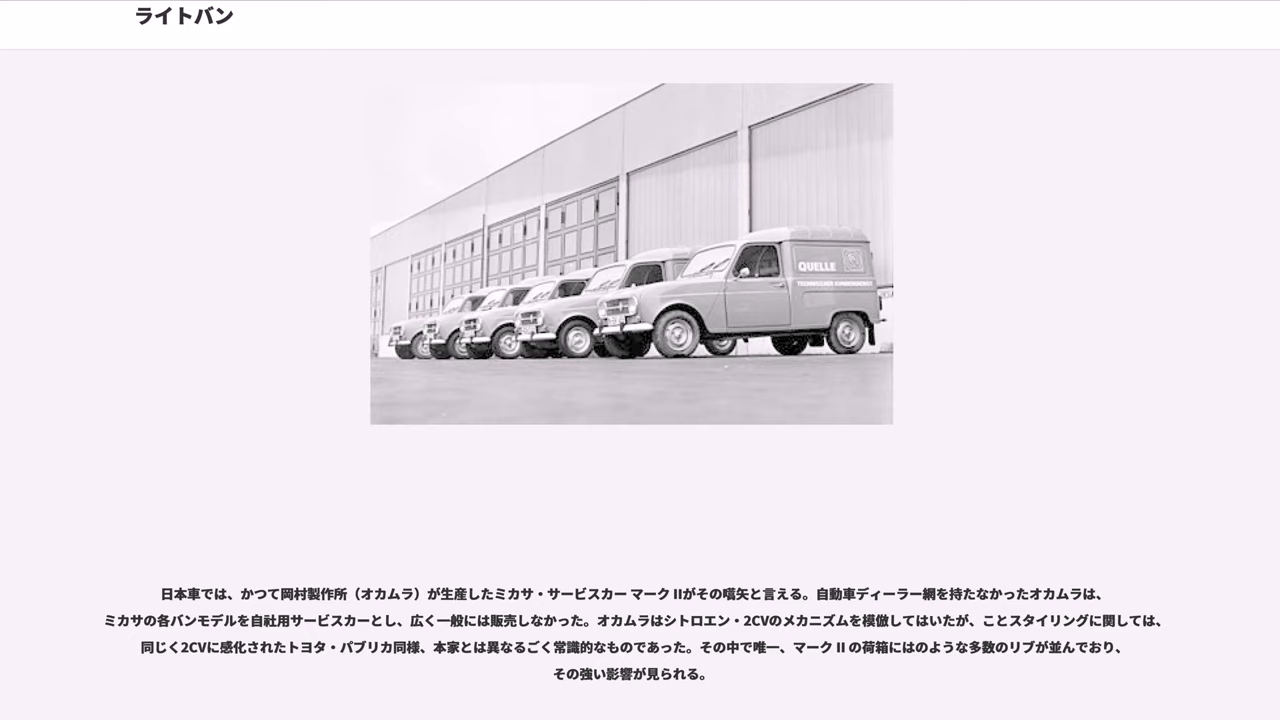 ライトバン
QUELLE
日本車では、かつて岡村製作所（オカムラ）が生産したミカサ・サービスカー マーク IIがその嚆矢と言える。自動車ディーラー網を持たなかったオカムラは、
ミカサの各バンモデルを自社用サービスカーとし、広く一般には販売しなかった。オカムラはシトロエン・2CVのメカニズムを模倣してはいたが、ことスタイリングに関しては、
同じく2CVに感化されたトヨタ・パブリカ同様、本家とは異なるごく常識的なものであった。その中で唯一、マーク II の荷箱にはのような多数のリブが並んでおり、
その強い影響が見られる。